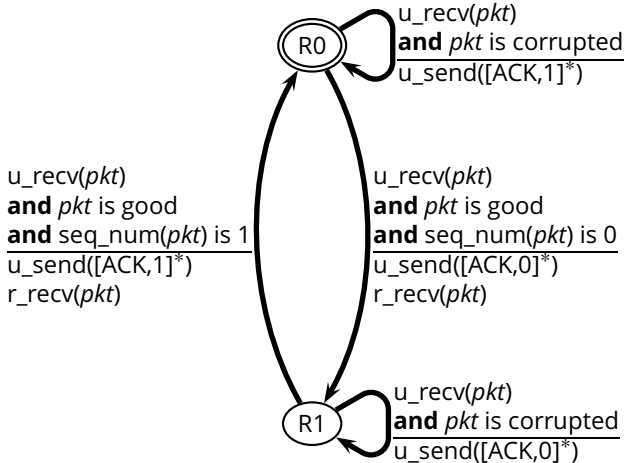 R0
u_recv(pkt)
and pkt is corrupted
u_send([ACK,1]*)
u_recv(pkt)
and pkt is good
and seq_num(pkt) is 1
u_send([ACK,1]*)
r_recv(pkt)
u_recv(pkt)
and pkt is good
and seq_num(pkt) is 0
u_send([ACK,0]*)
r_recv(pkt)
R1
u_recv(pkt)
and pkt is corrupted
u_send([ACK,0]*)